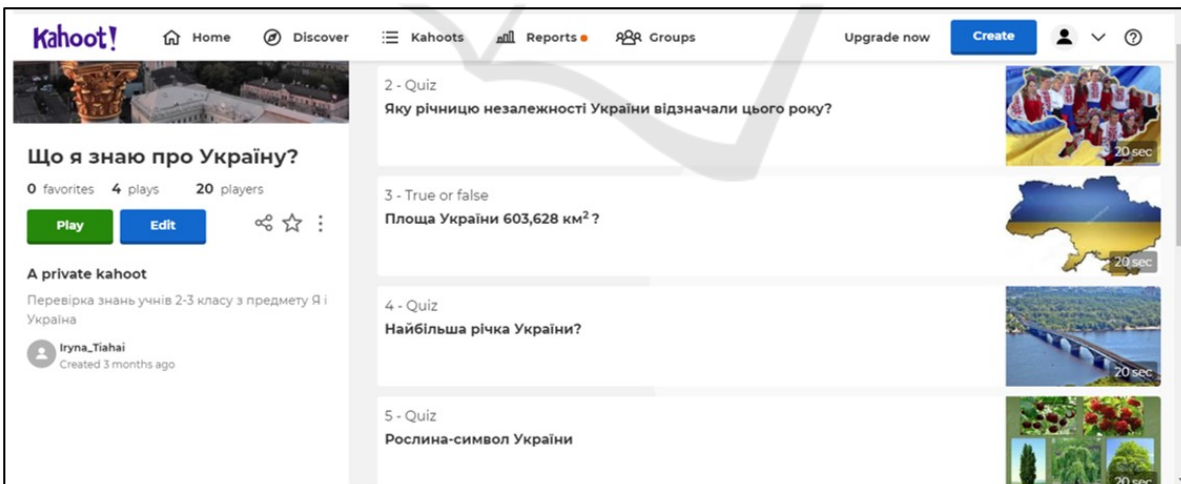 Kahoot! Home Discover Kahoots Reports Groups Upgrade now Create
Що я знаю про Україну?
0 favorites 4 plays 20 players
Play Edit
A private kahoot
Перевірка знань учнів 2-3 класу з предмету Я і
Україна
Iryna_Tiahai
Created 3 months ago
2 - Quiz
Яку річницю незалежності України відзначали цього року?
20 sec
3 - True or false
Площа України 603,628 км²?
20 sec
4 - Quiz
Найбільша річка України?
20 sec
5 - Quiz
Рослина-символ України
20 sec